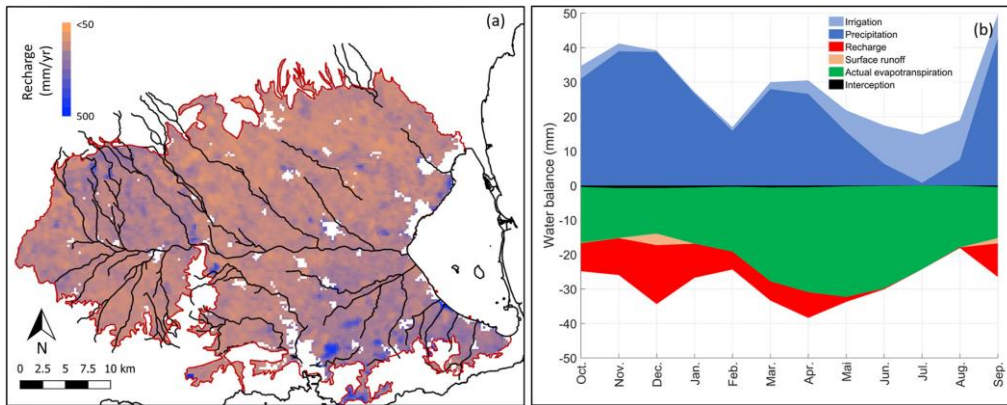 (a)
<50
Recharge
(mm/yr)
500
N
0 2.5 5 7.5 10 km
(b)
Irrigation
Precipitation
Recharge
Surface runoff
Actual evapotranspiration
Interception
Water balance (mm)
50
40
30
20
10
0
-10
-20
-30
-40
-50
Oct.
Nov.
Dec.
Jan.
Feb.
Mar.
Apr.
Mai
Jun.
Jul.
Aug.
Sep.